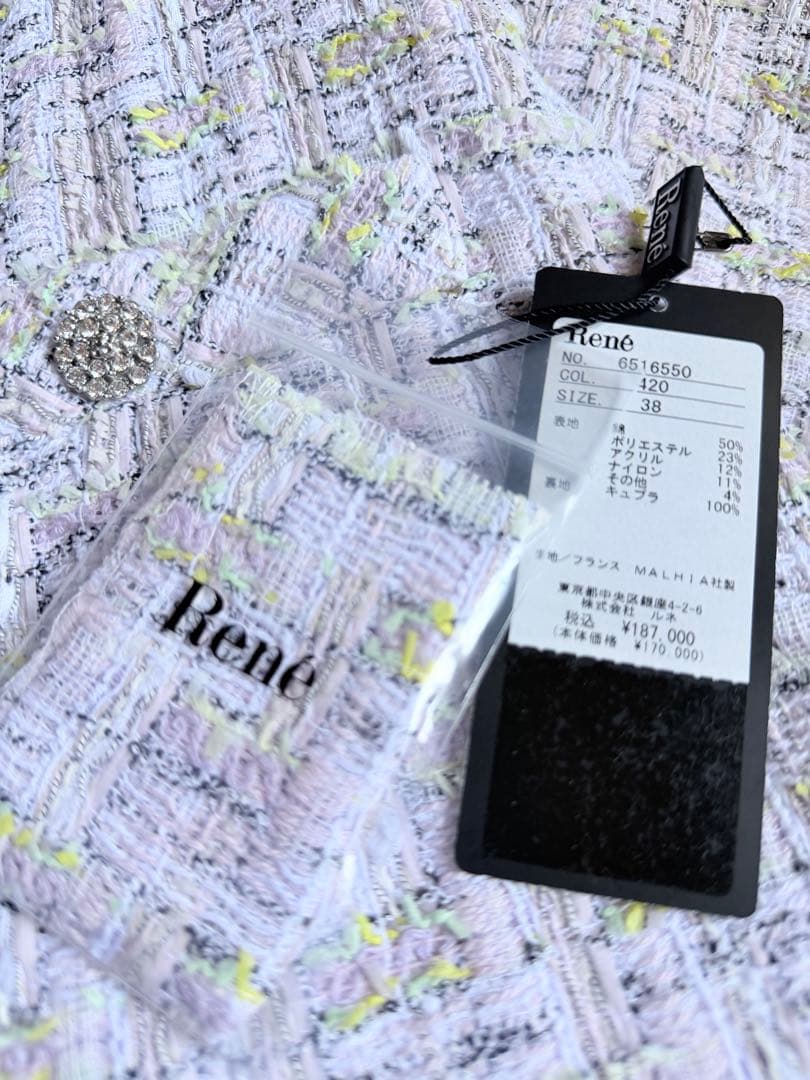 René
René
NO. 6516550
COL. 420
SIZE. 38
表地 綿 50%
ポリエステル 23%
アクリル 12%
ナイロン 11%
その他 4%
裏地 キュプラ 100%
生地/フランス MALHIA社製
東京都中央区銀座4-2-6
株式会社 ルネ
税込 ¥187,000
(本体価格 ¥170,000)
René